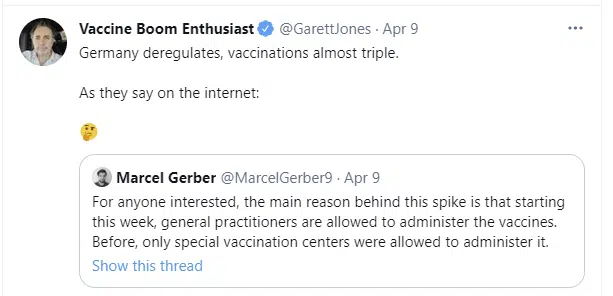 Vaccine Boom Enthusiast @GarettJones · Apr 9
Germany deregulates, vaccinations almost triple.
As they say on the internet:
🤔
Marcel Gerber @MarcelGerber9 · Apr 9
For anyone interested, the main reason behind this spike is that starting
this week, general practitioners are allowed to administer the vaccines.
Before, only special vaccination centers were allowed to administer it.
Show this thread